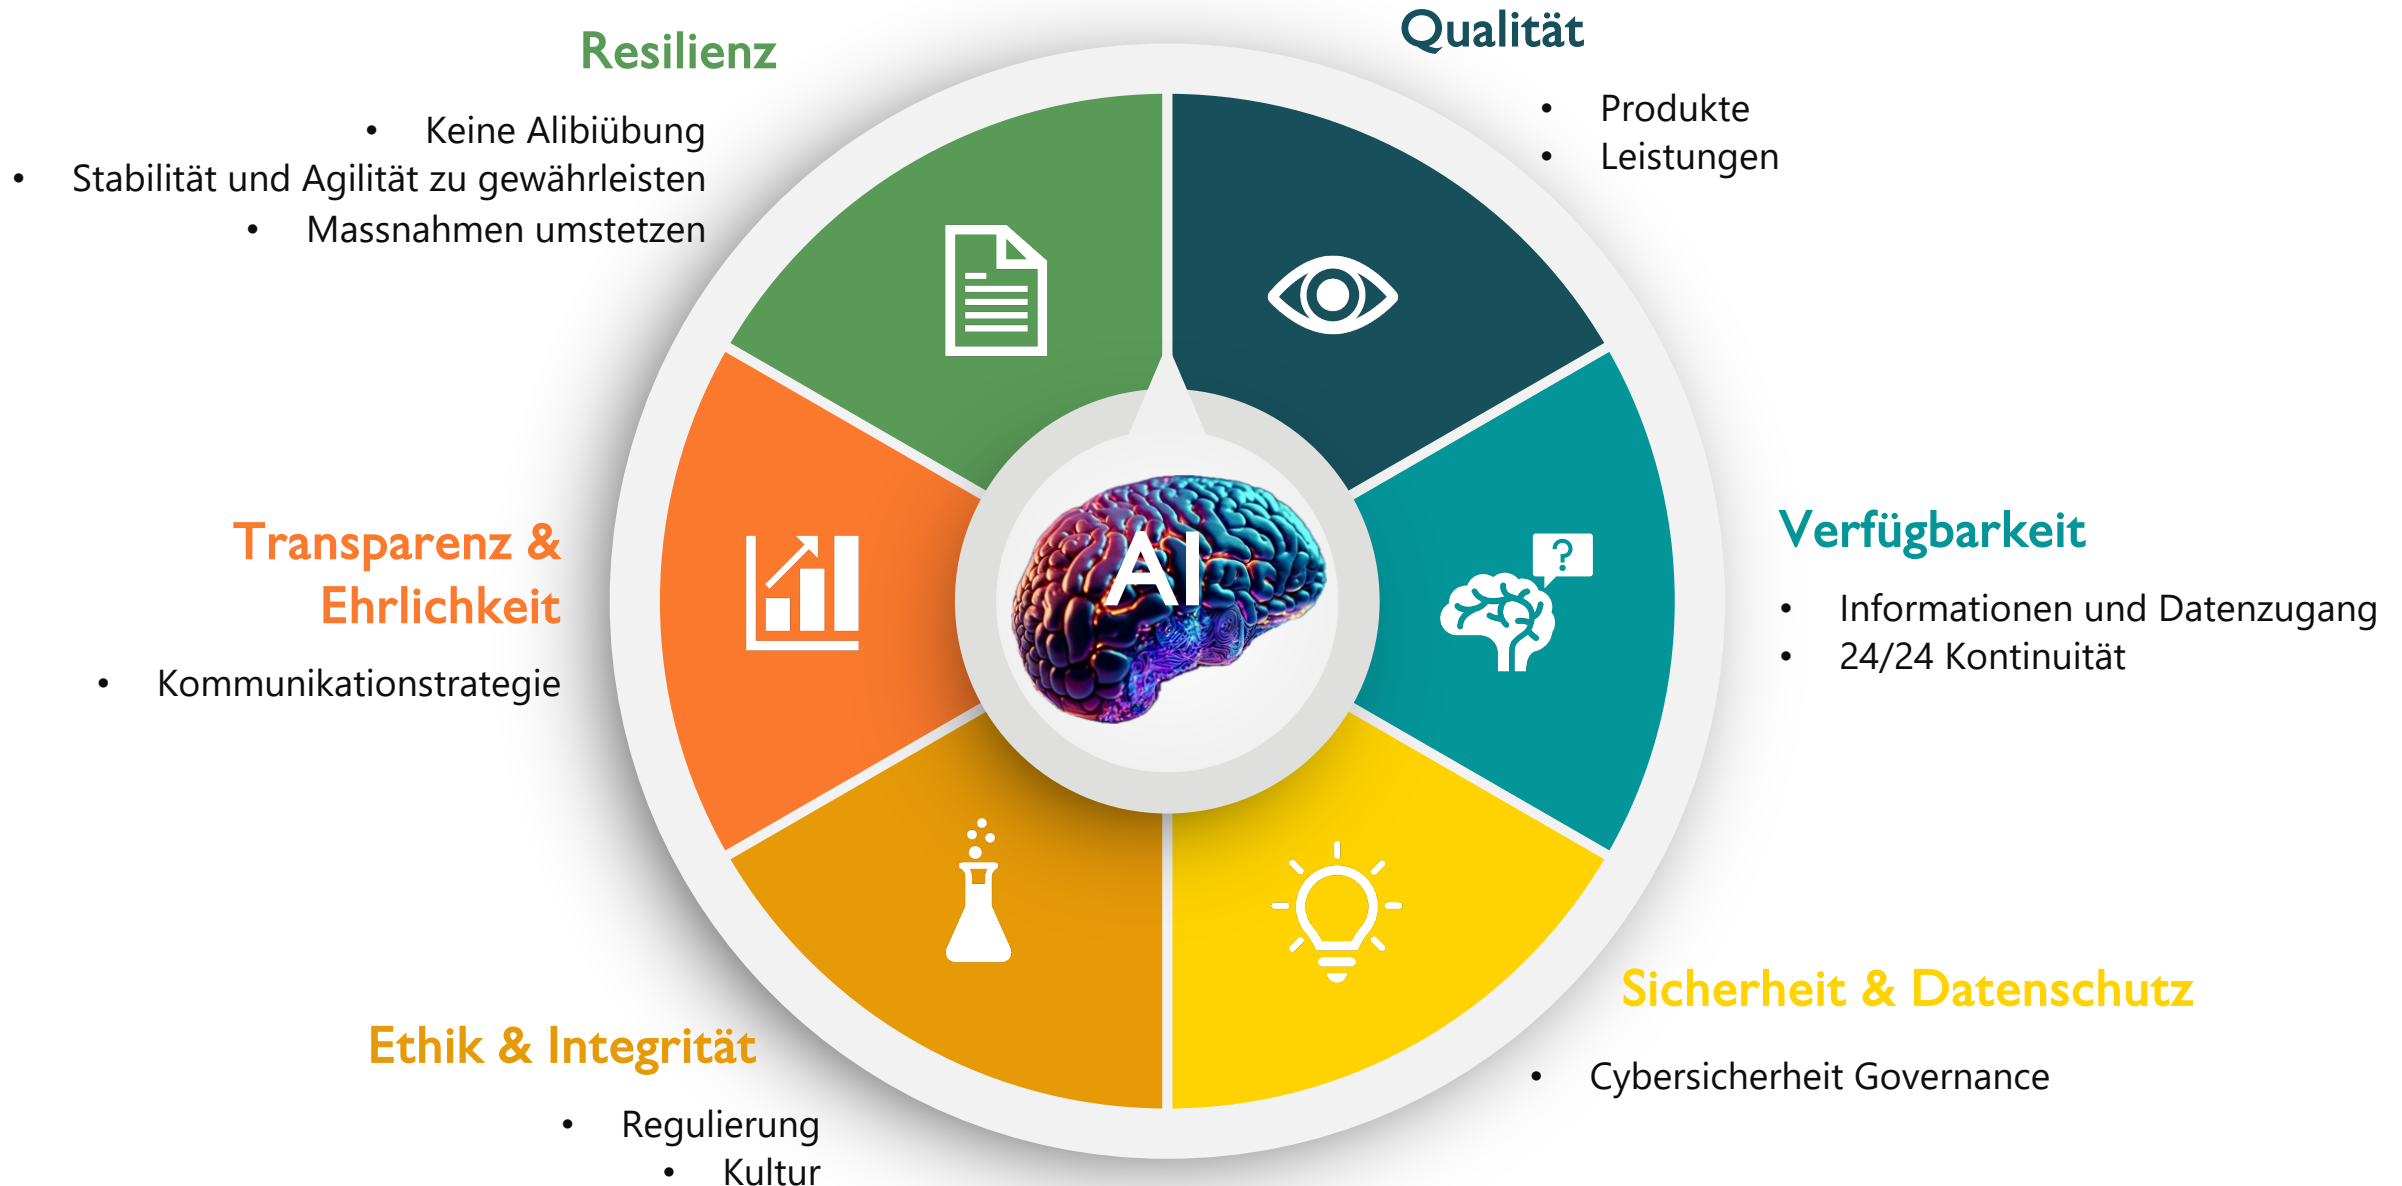 Resilienz
• Keine Alibiübung
• Stabilität und Agilität zu gewährleisten
• Massnahmen umstetzen
Qualität
• Produkte
• Leistungen
Transparenz &
Ehrlichkeit
• Kommunikationstrategie
AI
?
Verfügbarkeit
• Informationen und Datenzugang
• 24/24 Kontinuität
Ethik & Integrität
• Regulierung
• Kultur
Sicherheit & Datenschutz
• Cybersicherheit Governance